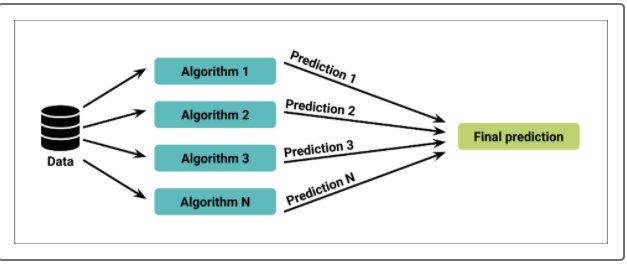 Prediction 1
Algorithm 1
Prediction 2
Algorithm 2
Final prediction
Prediction 3
Algorithm 3
Data
Prediction N
Algorithm N